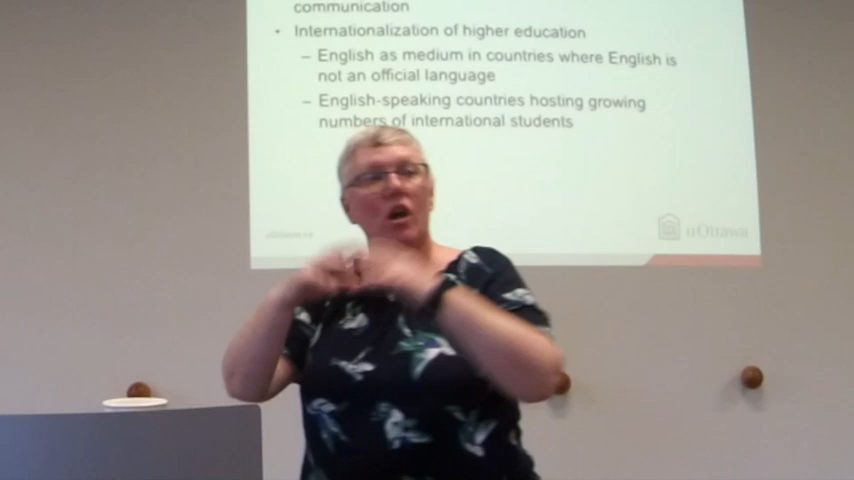 communication
• Internationalization of higher education
– English as medium in countries where English is
not an official language
– English-speaking countries hosting growing
numbers of international students
uOttawa